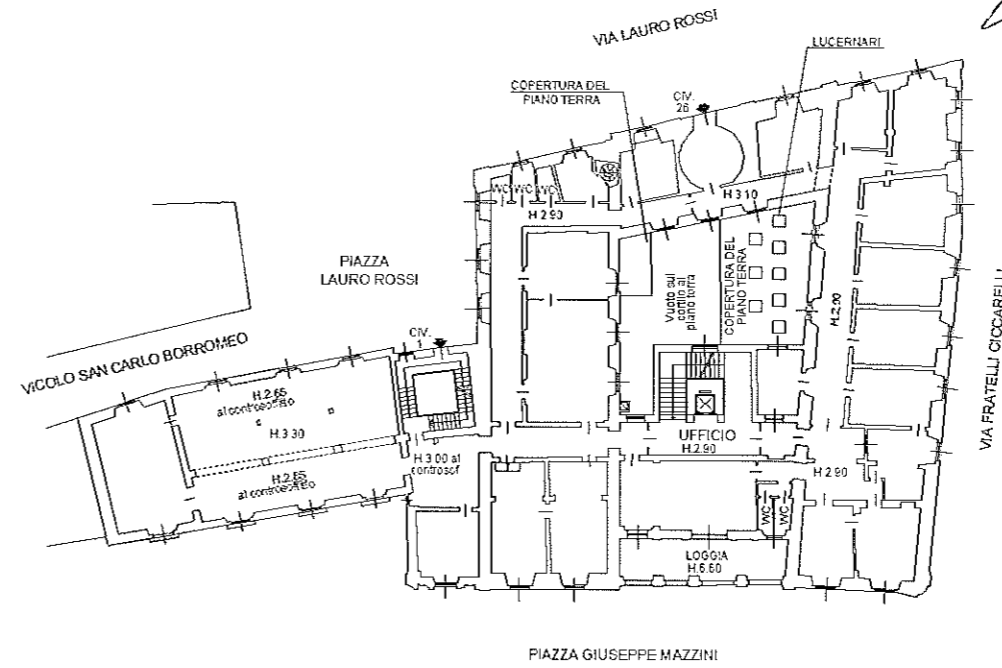 VIA LAURO ROSSI
LUCERNARI
COPERTURA DEL
PIANO TERRA
CIV.
26
WC
WC
WC
H.2.90
H.3.10
PIAZZA
LAURO ROSSI
Vuoto sul
cortile al
piano terra
COPERTURA DEL
PIANO TERRA
H.2.90
VIA FRATELLI CICCARELLI
CIV.
1
VICOLO SAN CARLO BORROMEO
H.2.65
al controsoffitto
H.3.30
H.2.65
al controsoffitto
H.3.00 al
controsof
UFFICIO
H.2.90
H.2.90
WC
WC
LOGGIA
H.6.60
PIAZZA GIUSEPPE MAZZINI